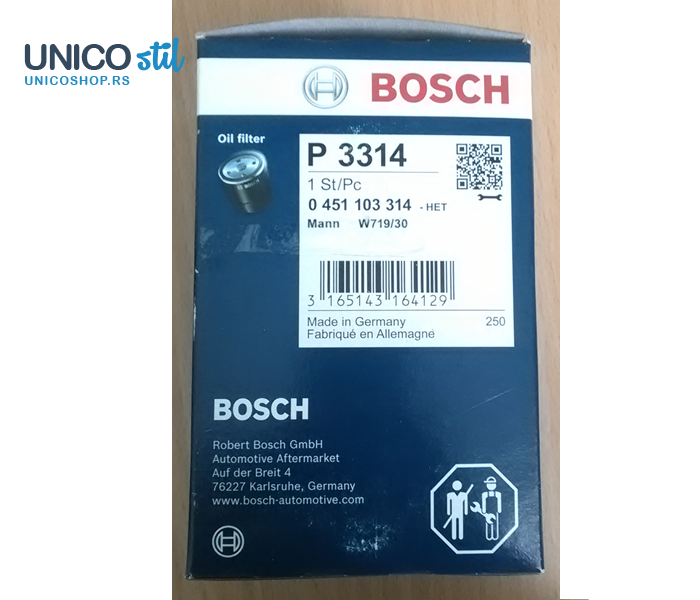 UNICO stil
UNICOSHOP.RS
BOSCH
Oil filter
P 3314
1 St/Pc
0 451 103 314 - HET
Mann W719/30
3 165143 164129
Made in Germany 250
Fabriqué en Allemagne
BOSCH
Robert Bosch GmbH
Automotive Aftermarket
Auf der Breit 4
76227 Karlsruhe, Germany
www.bosch-automotive.com